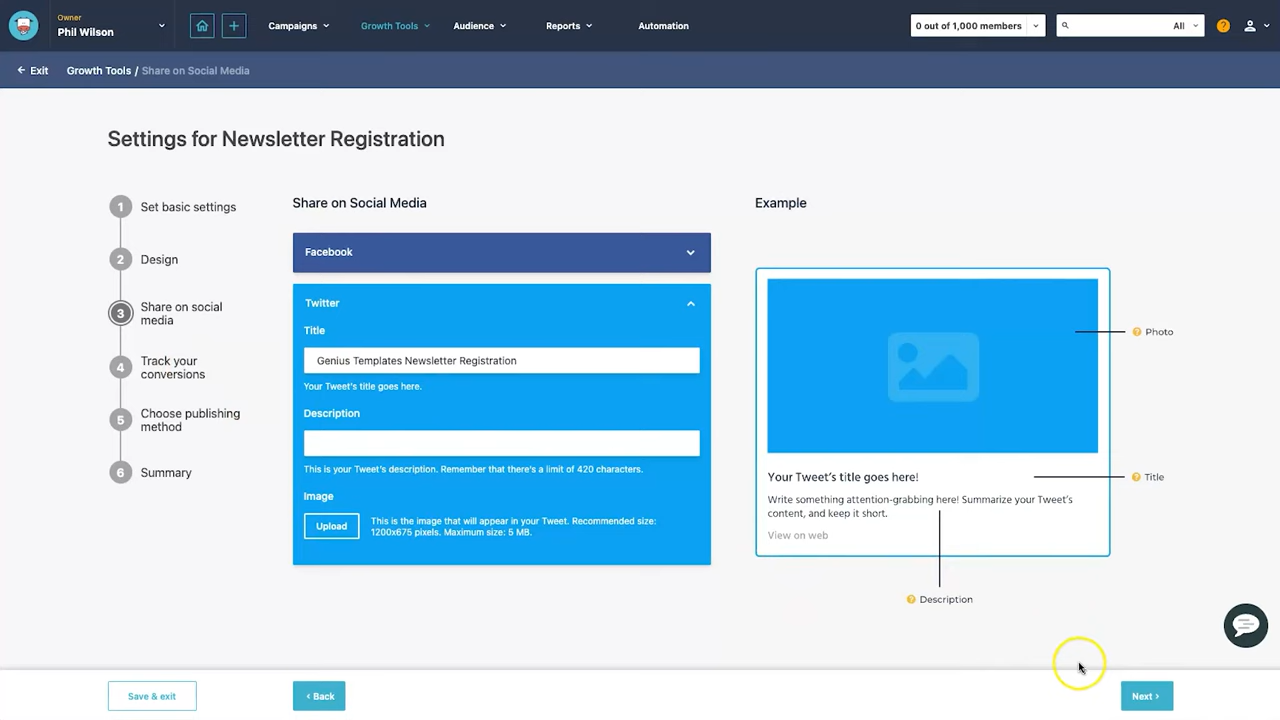 Owner
Phil Wilson
Campaigns
Growth Tools
Audience
Reports
Automation
0 out of 1,000 members
All
?
Exit
Growth Tools / Share on Social Media
Settings for Newsletter Registration
1 Set basic settings
2 Design
3 Share on social
media
4 Track your
conversions
5 Choose publishing
method
6 Summary
Share on Social Media
Facebook
Twitter
Title
Genius Templates Newsletter Registration
Your Tweet's title goes here.
Description
This is your Tweet's description. Remember that there's a limit of 420 characters.
Image
Upload
This is the image that will appear in your Tweet. Recommended size:
1200x675 pixels. Maximum size: 5 MB.
Example
? Photo
Your Tweet's title goes here!
? Title
Write something attention-grabbing here! Summarize your Tweet's
content, and keep it short.
View on web
? Description
Save & exit
‹ Back
Next ›